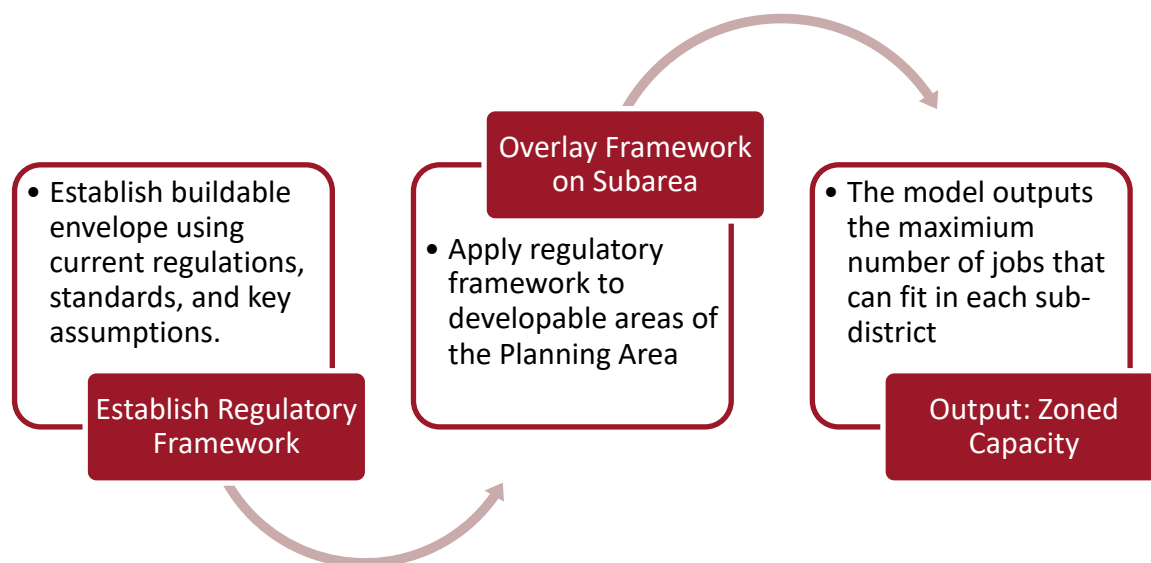 • Establish buildable
envelope using
current regulations,
standards, and key
assumptions.
Establish Regulatory
Framework
Overlay Framework
on Subarea
• Apply regulatory
framework to
developable areas of
the Planning Area
• The model outputs
the maximium
number of jobs that
can fit in each sub-
district
Output: Zoned
Capacity